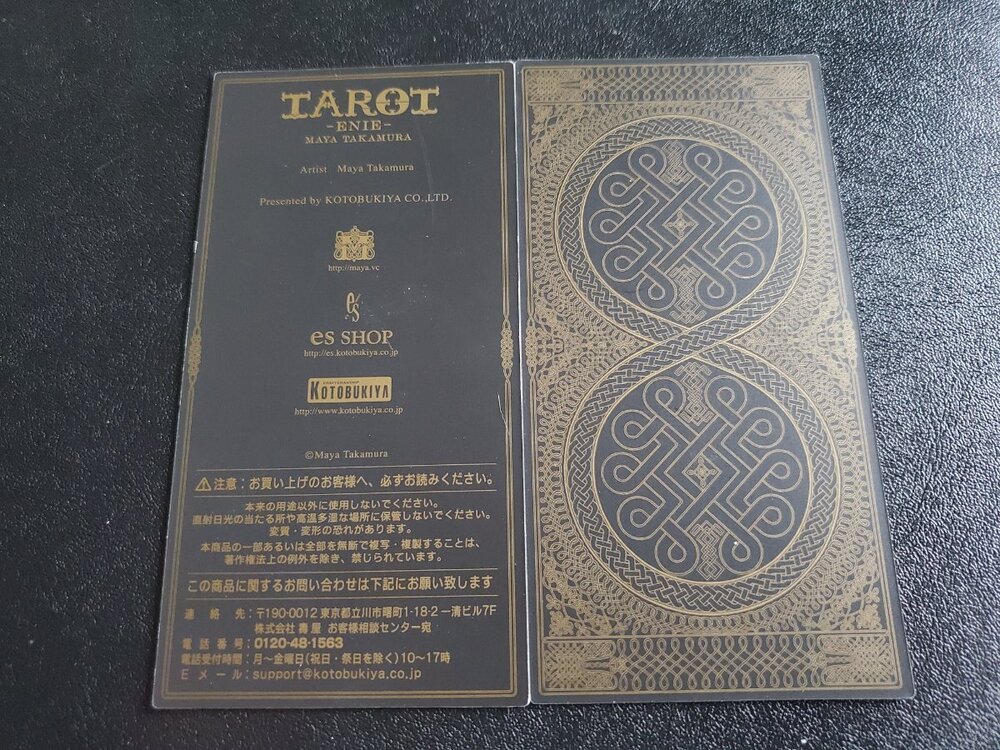 TAROT
-ENIE-
MAYA TAKAMURA
Artist Maya Takamura
Presented by KOTOBUKIYA CO.,LTD.
http://maya.vc
e's
es SHOP
http://es.kotobukiya.co.jp
CRAFTSMANSHIP
KOTOBUKIYA
http://www.kotobukiya.co.jp
©Maya Takamura
⚠注意：お買い上げのお客様へ、必ずお読みください。
本来の用途以外に使用しないでください。
直射日光の当たる所や高温多湿な場所に保管しないでください。
変質・変形の恐れがあります。
本商品の一部あるいは全部を無断で複写・複製することは、
著作権法上の例外を除き、禁じられています。
この商品に関するお問い合わせは下記にお願い致します
連絡先：〒190-0012 東京都立川市曙町1-18-2 一清ビル7F
株式会社 壽屋 お客様相談センター宛
電話番号：0120-48-1563
電話受付時間：月～金曜日(祝日・祭日を除く)10～17時
Eメール：support@kotobukiya.co.jp